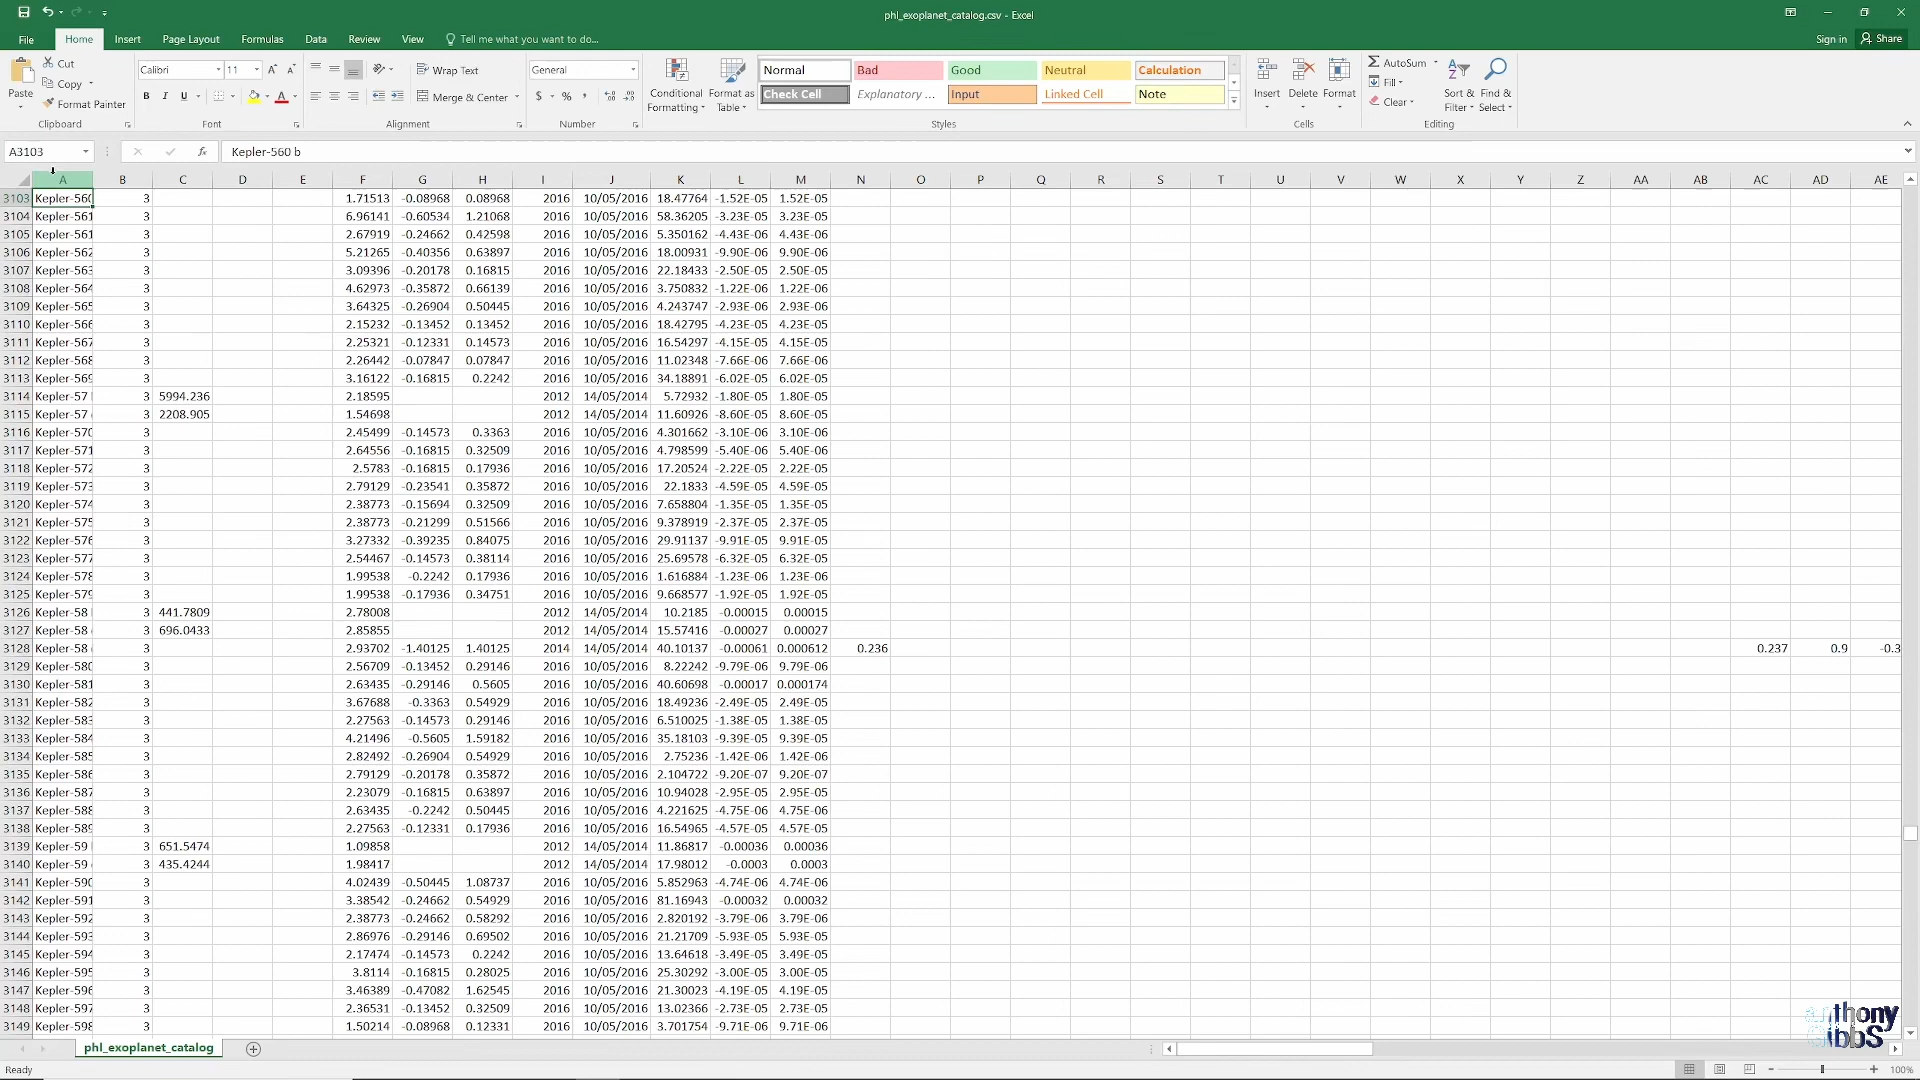 phl_exoplanet_catalog.csv - Excel
File Home Insert Page Layout Formulas Data Review View Tell me what you want to do... Sign in Share
Cut
Copy
Format Painter
Paste
Clipboard
Calibri 11
B I U
Font
Wrap Text
Merge & Center
Alignment
General
$ % ,
Number
Conditional Formatting
Format as Table
Normal Bad Good Neutral Calculation
Check Cell Explanatory ... Input Linked Cell Note
Styles
Insert Delete Format
Cells
AutoSum
Fill
Clear
Sort & Filter
Find & Select
Editing
A3103 fx Kepler-560 b
A B C D E F G H I J K L M N O P Q R S T U V W X Y Z AA AB AC AD AE
3103 Kepler-560 3 1.71513 -0.08968 0.08968 2016 10/05/2016 18.47764 -1.52E-05 1.52E-05
3104 Kepler-561 3 6.96141 -0.60534 1.21068 2016 10/05/2016 58.36205 -3.23E-05 3.23E-05
3105 Kepler-561 3 2.67919 -0.24662 0.42598 2016 10/05/2016 5.350162 -4.43E-06 4.43E-06
3106 Kepler-562 3 5.21265 -0.40356 0.63897 2016 10/05/2016 18.00931 -9.90E-06 9.90E-06
3107 Kepler-563 3 3.09396 -0.20178 0.16815 2016 10/05/2016 22.18433 -2.50E-05 2.50E-05
3108 Kepler-564 3 4.62973 -0.35872 0.66139 2016 10/05/2016 3.750832 -1.22E-06 1.22E-06
3109 Kepler-565 3 3.64325 -0.26904 0.50445 2016 10/05/2016 4.243747 -2.93E-06 2.93E-06
3110 Kepler-566 3 2.15232 -0.13452 0.13452 2016 10/05/2016 18.42795 -4.23E-05 4.23E-05
3111 Kepler-567 3 2.25321 -0.12331 0.14573 2016 10/05/2016 16.54297 -4.15E-05 4.15E-05
3112 Kepler-568 3 2.26442 -0.07847 0.07847 2016 10/05/2016 11.02348 -7.66E-06 7.66E-06
3113 Kepler-569 3 3.16122 -0.16815 0.2242 2016 10/05/2016 34.18891 -6.02E-05 6.02E-05
3114 Kepler-57 3 5994.236 2.18595 2012 14/05/2014 5.72932 -1.80E-05 1.80E-05
3115 Kepler-57 3 2208.905 1.54698 2012 14/05/2014 11.60926 -8.60E-05 8.60E-05
3116 Kepler-570 3 2.45499 -0.14573 0.3363 2016 10/05/2016 4.301662 -3.10E-06 3.10E-06
3117 Kepler-571 3 2.64556 -0.16815 0.32509 2016 10/05/2016 4.798599 -5.40E-06 5.40E-06
3118 Kepler-572 3 2.5783 -0.16815 0.17936 2016 10/05/2016 17.20524 -2.22E-05 2.22E-05
3119 Kepler-573 3 2.79129 -0.23541 0.35872 2016 10/05/2016 22.1833 -4.59E-05 4.59E-05
3120 Kepler-574 3 2.38773 -0.15694 0.32509 2016 10/05/2016 7.658804 -1.35E-05 1.35E-05
3121 Kepler-575 3 2.38773 -0.21299 0.51566 2016 10/05/2016 9.378919 -2.37E-05 2.37E-05
3122 Kepler-576 3 3.27332 -0.39235 0.84075 2016 10/05/2016 29.91137 -9.91E-05 9.91E-05
3123 Kepler-577 3 2.54467 -0.14573 0.38114 2016 10/05/2016 25.69578 -6.32E-05 6.32E-05
3124 Kepler-578 3 1.99538 -0.2242 0.17936 2016 10/05/2016 1.616884 -1.23E-06 1.23E-06
3125 Kepler-579 3 1.99538 -0.17936 0.34751 2016 10/05/2016 9.668577 -1.92E-05 1.92E-05
3126 Kepler-58 3 441.7809 2.78008 2012 14/05/2014 10.2185 -0.00015 0.00015
3127 Kepler-58 3 696.0433 2.85855 2012 14/05/2014 15.57416 -0.00027 0.00027
3128 Kepler-58 3 2.93702 -1.40125 1.40125 2014 14/05/2014 40.10137 -0.00061 0.000612 0.236 0.237 0.9 -0.3
3129 Kepler-580 3 2.56709 -0.13452 0.29146 2016 10/05/2016 8.22242 -9.79E-06 9.79E-06
3130 Kepler-581 3 2.63435 -0.29146 0.5605 2016 10/05/2016 40.60698 -0.00017 0.000174
3131 Kepler-582 3 3.67688 -0.3363 0.54929 2016 10/05/2016 18.49236 -2.49E-05 2.49E-05
3132 Kepler-583 3 2.27563 -0.14573 0.29146 2016 10/05/2016 6.510025 -1.38E-05 1.38E-05
3133 Kepler-584 3 4.21496 -0.5605 1.59182 2016 10/05/2016 35.18103 -9.39E-05 9.39E-05
3134 Kepler-585 3 2.82492 -0.26904 0.54929 2016 10/05/2016 2.75236 -1.42E-06 1.42E-06
3135 Kepler-586 3 2.79129 -0.20178 0.35872 2016 10/05/2016 2.104722 -9.20E-07 9.20E-07
3136 Kepler-587 3 2.23079 -0.16815 0.63897 2016 10/05/2016 10.94028 -2.95E-05 2.95E-05
3137 Kepler-588 3 2.63435 -0.2242 0.50445 2016 10/05/2016 4.221625 -4.75E-06 4.75E-06
3138 Kepler-589 3 2.27563 -0.12331 0.17936 2016 10/05/2016 16.54965 -4.57E-05 4.57E-05
3139 Kepler-59 3 651.5474 1.09858 2012 14/05/2014 11.86817 -0.00036 0.00036
3140 Kepler-59 3 435.4244 1.98417 2012 14/05/2014 17.98012 -0.0003 0.0003
3141 Kepler-590 3 4.02439 -0.50445 1.08737 2016 10/05/2016 5.852963 -4.74E-06 4.74E-06
3142 Kepler-591 3 3.38542 -0.24662 0.54929 2016 10/05/2016 81.16943 -0.00032 0.00032
3143 Kepler-592 3 2.38773 -0.24662 0.58292 2016 10/05/2016 2.820192 -3.79E-06 3.79E-06
3144 Kepler-593 3 2.86976 -0.29146 0.69502 2016 10/05/2016 21.21709 -5.93E-05 5.93E-05
3145 Kepler-594 3 2.17474 -0.14573 0.2242 2016 10/05/2016 13.64618 -3.49E-05 3.49E-05
3146 Kepler-595 3 3.8114 -0.16815 0.28025 2016 10/05/2016 25.30292 -3.00E-05 3.00E-05
3147 Kepler-596 3 3.46389 -0.47082 1.62545 2016 10/05/2016 21.30023 -4.19E-05 4.19E-05
3148 Kepler-597 3 2.36531 -0.13452 0.32509 2016 10/05/2016 13.02366 -2.73E-05 2.73E-05
3149 Kepler-598 3 1.50214 -0.08968 0.12331 2016 10/05/2016 3.701754 -9.71E-06 9.71E-06
anthony
GibbS
phl_exoplanet_catalog
Ready 100%